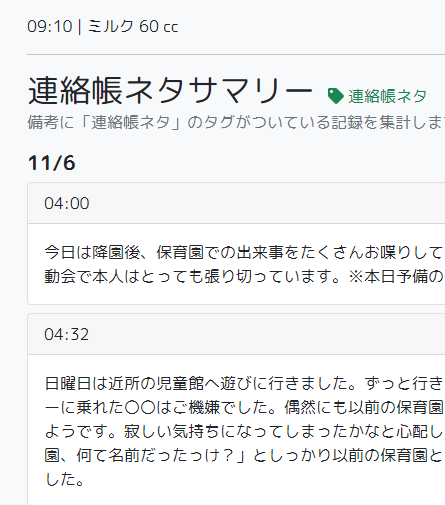 09:10 | ミルク 60 cc
連絡帳ネタサマリー 連絡帳ネタ
備考に「連絡帳ネタ」のタグがついている記録を集計しま
11/6
04:00
今日は降園後、保育園での出来事をたくさんお喋りして
動会で本人はとっても張り切っています。※本日予備の
04:32
日曜日は近所の児童館へ遊びに行きました。ずっと行き
ーに乗れた〇〇はご機嫌でした。偶然にも以前の保育園
ようです。寂しい気持ちになってしまったかなと心配し
園、何て名前だったっけ？」としっかり以前の保育園と
した。